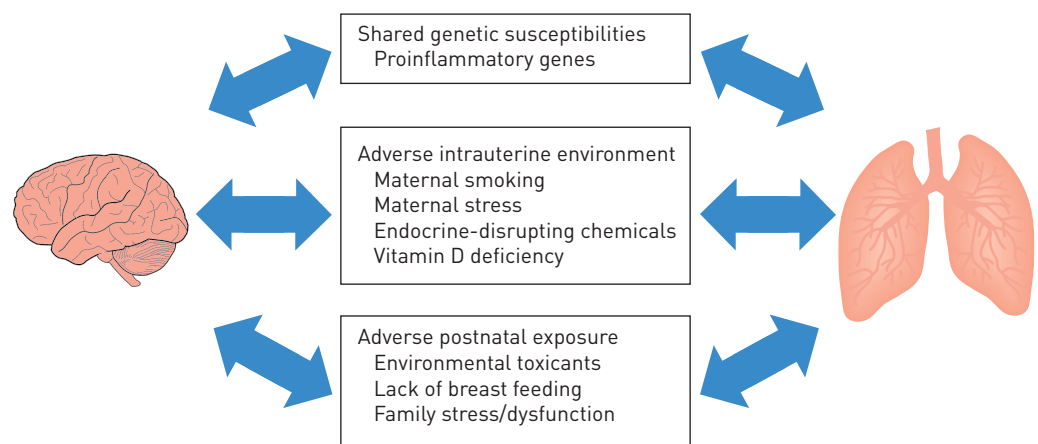 Shared genetic susceptibilities
Proinflammatory genes
Adverse intrauterine environment
Maternal smoking
Maternal stress
Endocrine-disrupting chemicals
Vitamin D deficiency
Adverse postnatal exposure
Environmental toxicants
Lack of breast feeding
Family stress/dysfunction